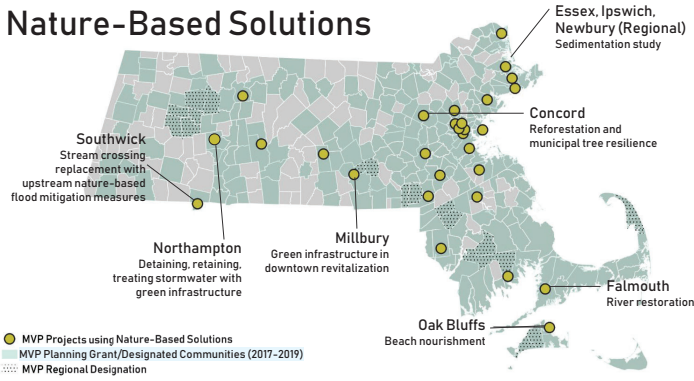 Nature-Based Solutions
Essex, Ipswich,
Newbury (Regional)
Sedimentation study
Concord
Reforestation and
municipal tree resilience
Southwick
Stream crossing
replacement with
upstream nature-based
flood mitigation measures
Northampton
Detaining, retaining,
treating stormwater with
green infrastructure
Millbury
Green infrastructure in
downtown revitalization
Falmouth
River restoration
Oak Bluffs
Beach nourishment
MVP Projects using Nature-Based Solutions
MVP Planning Grant/Designated Communities (2017-2019)
MVP Regional Designation